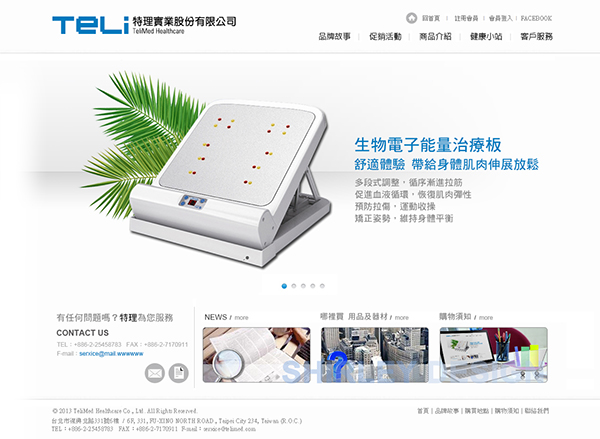 TELi 特理實業股份有限公司
TeliMed Healthcare
回首頁 | 註冊會員 | 會員登入 | FACEBOOK
品牌故事 促銷活動 商品介紹 健康小站 客戶服務
生物電子能量治療板
舒適體驗 帶給身體肌肉伸展放鬆
多段式調整，循序漸進拉筋
促進血液循環，恢復肌肉彈性
預防拉傷，運動收操
矯正姿勢，維持身體平衡
有任何問題嗎？特理為您服務
CONTACT US
TEL：+886-2-25458783 FAX：+886-2-7170911
E-mail：service@mail.wwwwww
NEWS / more
哪裡買 用品及器材 / more
購物須知 / more
© 2013 TeliMed Healthcare Co., Ltd. All Rights Reserved.
台北市復興北路331號6樓 / 6F, 331, FU-XING NORTH ROAD., Taipei City 274, Taiwan (R.O.C.)
TEL：+886-2-25458783 FAX：+886-2-7170911 E-mail：service@telimed.com
首頁 | 品牌故事 | 購買地點 | 購物須知 | 聯絡我們